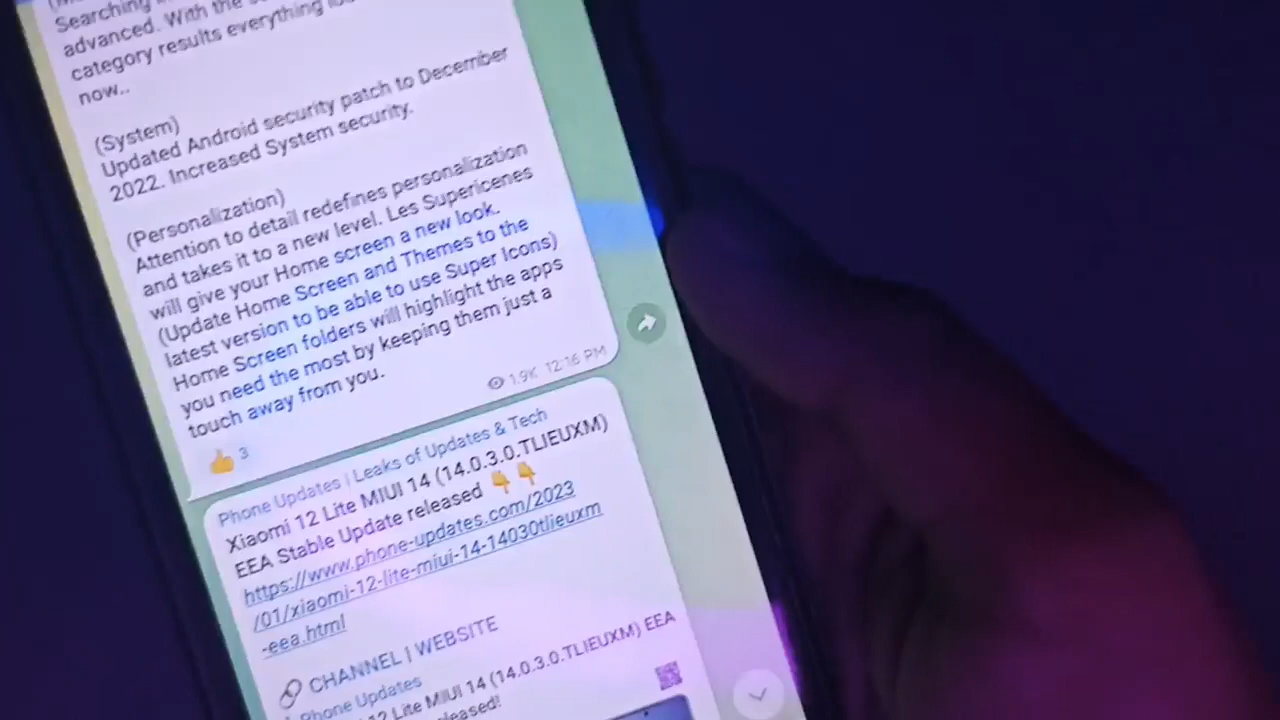 Searching
advanced. With the
category results everything
now..
(System)
Updated Android security patch to December
2022. Increased System security.
(Personalization)
Attention to detail redefines personalization
and takes it to a new level. Les Supericenes
will give your Home screen a new look.
(Update Home Screen and Themes to the
latest version to be able to use Super Icons)
Home Screen folders will highlight the apps
you need the most by keeping them just a
touch away from you.
1.9K 12:16 PM
3
Phone Updates | Leaks of Updates & Tech
Xiaomi 12 Lite MIUI 14 (14.0.3.0.TLIEUXM)
EEA Stable Update released 👇👇
https://www.phone-updates.com/2023
/01/xiaomi-12-lite-miui-14-14030tlieuxm
-eea.html
CHANNEL | WEBSITE
Phone Updates
12 Lite MIUI 14 (14.0.3.0.TLIEUXM) EEA